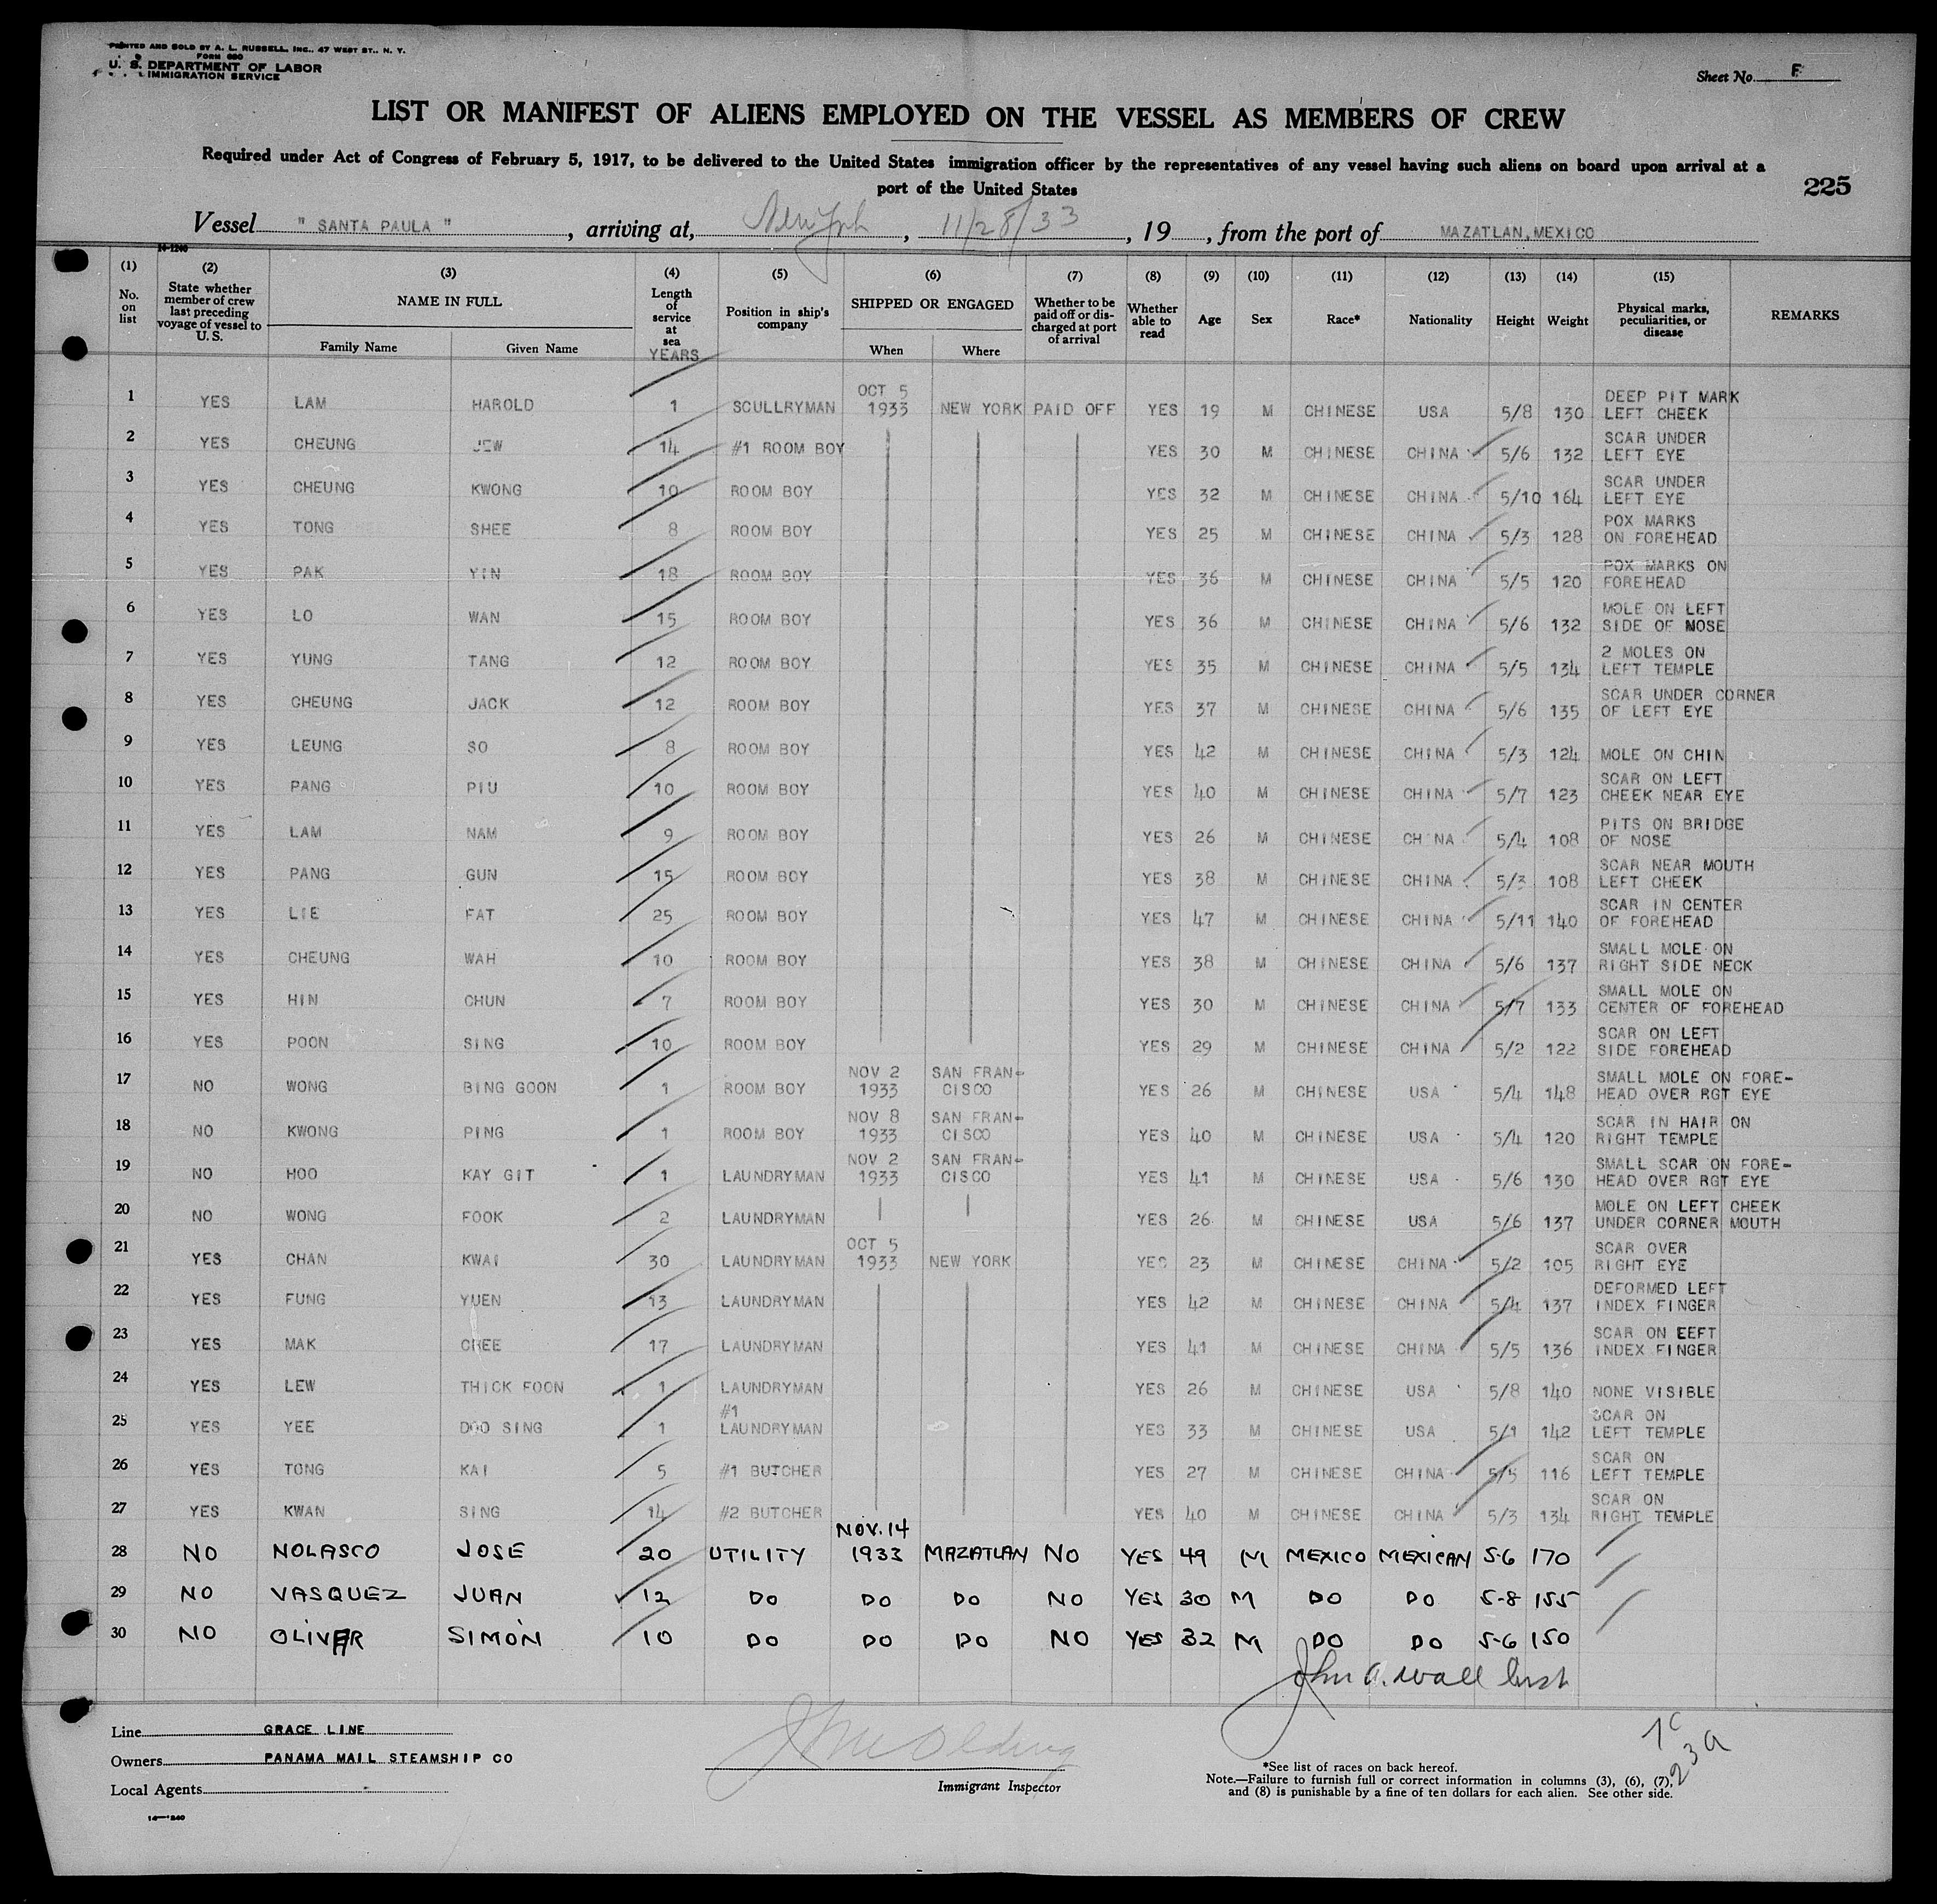 PRINTED AND SOLD BY A. L. RUSSELL, INC., 47 WEST ST., N. Y.
FORM 680
U. S. DEPARTMENT OF LABOR
IMMIGRATION SERVICE
Sheet No. F
LIST OR MANIFEST OF ALIENS EMPLOYED ON THE VESSEL AS MEMBERS OF CREW
Required under Act of Congress of February 5, 1917, to be delivered to the United States immigration officer by the representatives of any vessel having such aliens on board upon arrival at a
port of the United States
225
Vessel " SANTA PAULA " , arriving at, New York , 11/28/33 , 19 , from the port of MAZATLAN, MEXICO
14-1240
(1) No. on list (2) State whether member of crew last preceding voyage of vessel to U. S. (3) NAME IN FULL Family Name Given Name (4) Length of service at sea YEARS (5) Position in ship's company (6) SHIPPED OR ENGAGED When Where (7) Whether to be paid off or discharged at port of arrival (8) Whether able to read (9) Age (10) Sex (11) Race* (12) Nationality (13) Height (14) Weight (15) Physical marks, peculiarities, or disease REMARKS
1 YES LAM HAROLD 1 SCULLRYMAN OCT 5 1933 NEW YORK PAID OFF YES 19 M CHINESE USA 5/8 130 DEEP PIT MARK LEFT CHEEK
2 YES CHEUNG JEW 14 #1 ROOM BOY YES 30 M CHINESE CHINA 5/6 132 SCAR UNDER LEFT EYE
3 YES CHEUNG KWONG 10 ROOM BOY YES 32 M CHINESE CHINA 5/10 164 SCAR UNDER LEFT EYE
4 YES TONG SHEE 8 ROOM BOY YES 25 M CHINESE CHINA 5/3 128 POX MARKS ON FOREHEAD
5 YES PAK YIN 18 ROOM BOY YES 36 M CHINESE CHINA 5/5 120 POX MARKS ON FOREHEAD
6 YES LO WAN 15 ROOM BOY YES 36 M CHINESE CHINA 5/6 132 MOLE ON LEFT SIDE OF NOSE
7 YES YUNG TANG 12 ROOM BOY YES 35 M CHINESE CHINA 5/5 134 2 MOLES ON LEFT TEMPLE
8 YES CHEUNG JACK 12 ROOM BOY YES 37 M CHINESE CHINA 5/6 135 SCAR UNDER CORNER OF LEFT EYE
9 YES LEUNG SO 8 ROOM BOY YES 42 M CHINESE CHINA 5/3 124 MOLE ON CHIN
10 YES PANG PIU 10 ROOM BOY YES 40 M CHINESE CHINA 5/7 123 SCAR ON LEFT CHEEK NEAR EYE
11 YES LAM NAM 9 ROOM BOY YES 26 M CHINESE CH NA 5/4 108 PITS ON BRIDGE OF NOSE
12 YES PANG GUN 15 ROOM BOY YES 38 M CHINESE CHINA 5/3 108 SCAR NEAR MOUTH LEFT CHEEK
13 YES LIE FAT 25 ROOM BOY YES 47 M CHINESE CHINA 5/11 140 SCAR IN CENTER OF FOREHEAD
14 YES CHEUNG WAH 10 ROOM BOY YES 38 M CHINESE CHINA 5/6 137 SMALL MOLE ON RIGHT SIDE NECK
15 YES HIN CHUN 7 ROOM BOY YES 30 M CHINESE CHINA 5/7 133 SMALL MOLE ON CENTER OF FOREHEAD
16 YES POON SING 10 ROOM BOY YES 29 M CHINESE CHINA 5/2 122 SCAR ON LEFT SIDE FOREHEAD
17 NO WONG BING GOON 1 ROOM BOY NOV 2 1933 SAN FRAN-CISCO YES 26 M CHINESE USA 5/4 148 SMALL MOLE ON FORE-HEAD OVER RGT EYE
18 NO KWONG PING 1 ROOM BOY NOV 8 1933 SAN FRAN-CISCO YES 40 M CHINESE USA 5/4 120 SCAR IN HAIR ON RIGHT TEMPLE
19 NO HOO KAY GIT 1 LAUNDRYMAN NOV 2 1933 SAN FRAN-CISCO YES 41 M CHINESE USA 5/6 130 SMALL SCAR ON FORE-HEAD OVER RGT EYE
20 NO WONG FOOK 2 LAUNDRYMAN YES 26 M CHINESE USA 5/6 137 MOLE ON LEFT CHEEK UNDER CORNER MOUTH
21 YES CHAN KWAI 30 LAUNDRYMAN OCT 5 1933 NEW YORK YES 23 M CHINESE CHINA 5/2 105 SCAR OVER RIGHT EYE
22 YES FUNG YUEN 13 LAUNDRYMAN YES 42 M CHINESE CHINA 5/4 137 DEFORMED LEFT INDEX FINGER
23 YES MAK CHEE 17 LAUNDRYMAN YES 41 M CHINESE CHINA 5/5 136 SCAR ON EEFT INDEX FINGER
24 YES LEW THICK FOON 1 LAUNDRYMAN YES 26 M CHINESE USA 5/8 140 NONE VISIBLE
25 YES YEE DOO SING 1 #1 LAUNDRYMAN YES 33 M CHINESE USA 5/1 142 SCAR ON LEFT TEMPLE
26 YES TONG KAI 5 #1 BUTCHER YES 27 M CHINESE CHINA 5/5 116 SCAR ON LEFT TEMPLE
27 YES KWAN SING 14 #2 BUTCHER YES 40 M CHINESE CHINA 5/3 134 SCAR ON RIGHT TEMPLE
28 NO NOLASCO JOSE 20 UTILITY NOV. 14 1933 MAZATLAN NO YES 49 M MEXICO MEXICAN 5-6 170
29 NO VASQUEZ JUAN 12 DO DO DO NO YES 30 M DO DO 5-8 155
30 NO OLIVER SIMON 10 DO DO DO NO YES 32 M DO DO 5-6 150
John A. Wall
Line GRACE LINE
Owners PANAMA MAIL STEAMSHIP CO
Local Agents
Immigrant Inspector
*See list of races on back hereof.
Note.—Failure to furnish full or correct information in columns (3), (6), (7),
and (8) is punishable by a fine of ten dollars for each alien. See other side.
7c
23a
14—1240